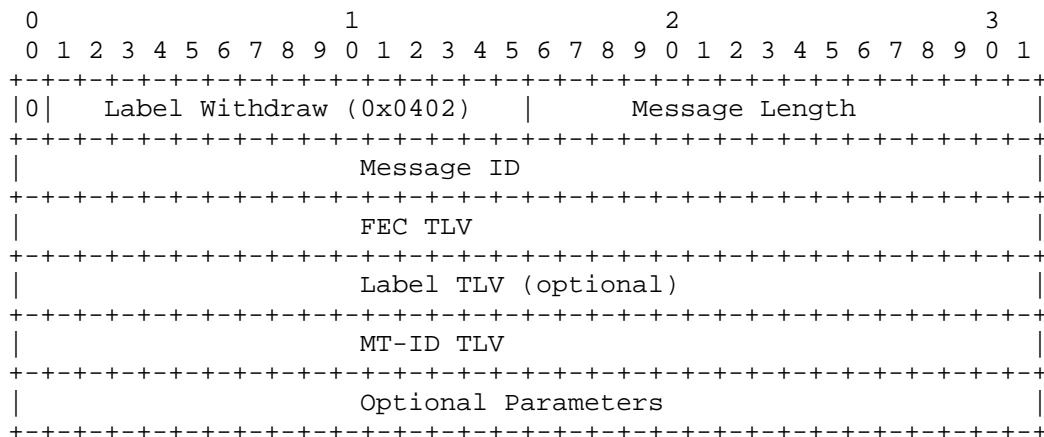 0                   1                   2                   3
 0 1 2 3 4 5 6 7 8 9 0 1 2 3 4 5 6 7 8 9 0 1 2 3 4 5 6 7 8 9 0 1
+-+-+-+-+-+-+-+-+-+-+-+-+-+-+-+-+-+-+-+-+-+-+-+-+-+-+-+-+-+-+-+-+
|0|   Label Withdraw (0x0402)   |      Message Length           |
+-+-+-+-+-+-+-+-+-+-+-+-+-+-+-+-+-+-+-+-+-+-+-+-+-+-+-+-+-+-+-+-+
|                     Message ID                                |
+-+-+-+-+-+-+-+-+-+-+-+-+-+-+-+-+-+-+-+-+-+-+-+-+-+-+-+-+-+-+-+-+
|                     FEC TLV                                   |
+-+-+-+-+-+-+-+-+-+-+-+-+-+-+-+-+-+-+-+-+-+-+-+-+-+-+-+-+-+-+-+-+
|                     Label TLV (optional)                      |
+-+-+-+-+-+-+-+-+-+-+-+-+-+-+-+-+-+-+-+-+-+-+-+-+-+-+-+-+-+-+-+-+
|                     MT-ID TLV                                 |
+-+-+-+-+-+-+-+-+-+-+-+-+-+-+-+-+-+-+-+-+-+-+-+-+-+-+-+-+-+-+-+-+
|                     Optional Parameters                       |
+-+-+-+-+-+-+-+-+-+-+-+-+-+-+-+-+-+-+-+-+-+-+-+-+-+-+-+-+-+-+-+-+